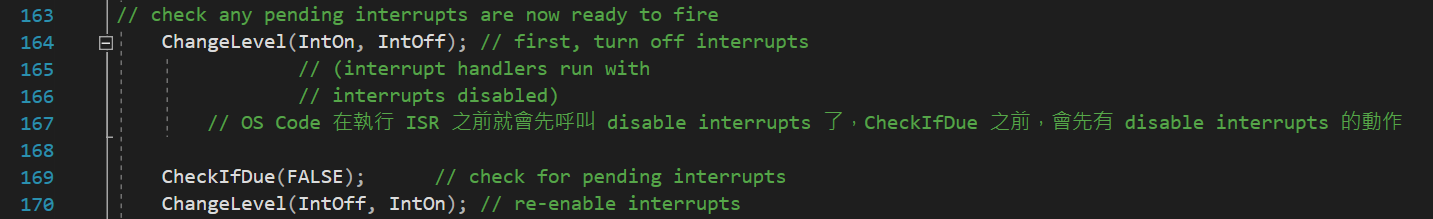 163 // check any pending interrupts are now ready to fire
164 ChangeLevel(IntOn, IntOff); // first, turn off interrupts
165 // (interrupt handlers run with
166 // interrupts disabled)
167 // OS Code 在執行 ISR 之前就會先呼叫 disable interrupts 了，CheckIfDue 之前，會先有 disable interrupts 的動作
168
169 CheckIfDue(FALSE); // check for pending interrupts
170 ChangeLevel(IntOff, IntOn); // re-enable interrupts